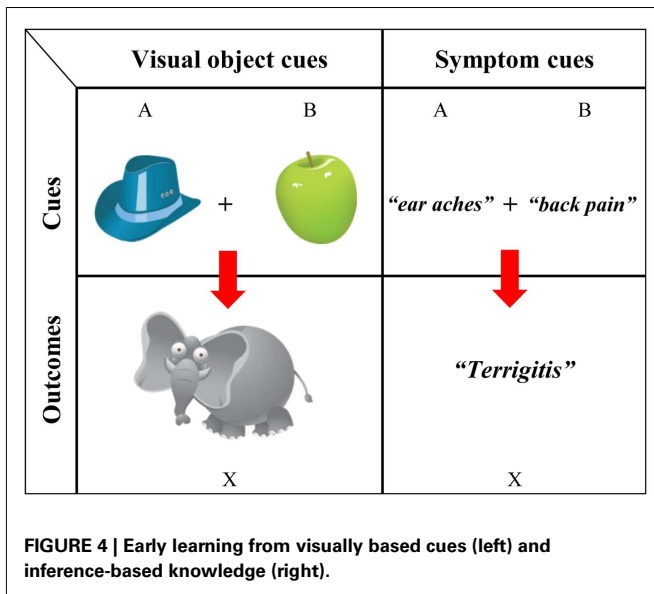 Visual object cues Symptom cues
Cues
A B A B
+ "ear aches" + "back pain"
Outcomes
"Terrigitis"
X X
FIGURE 4 | Early learning from visually based cues (left) and
inference-based knowledge (right).